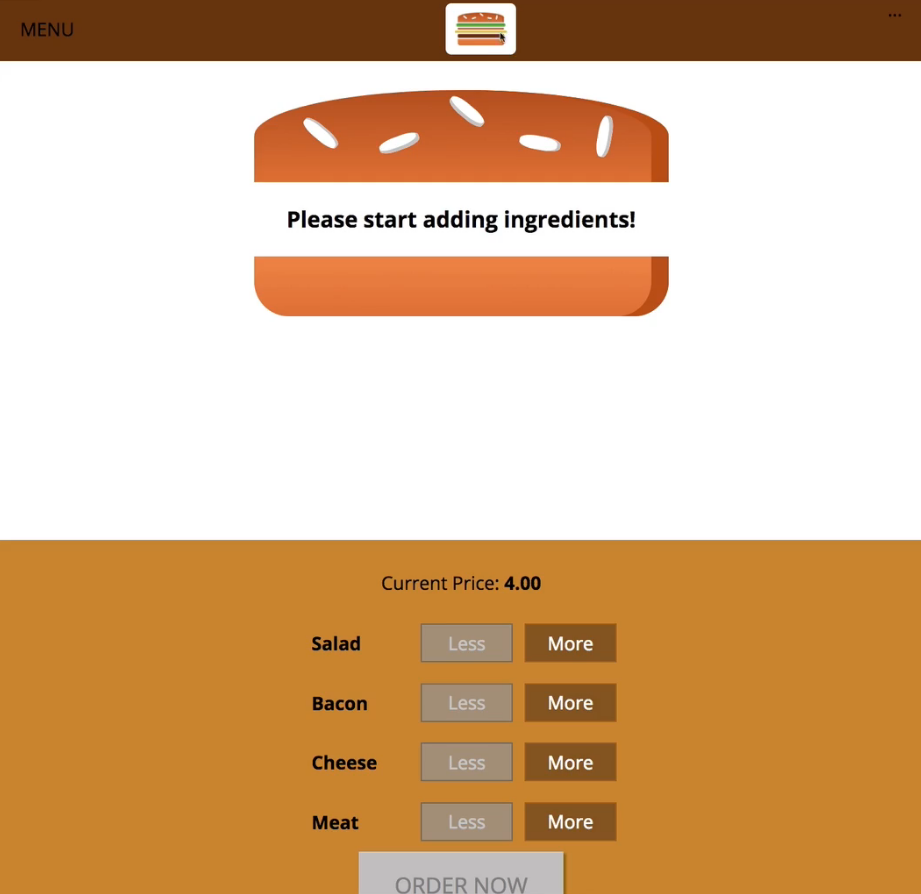 MENU
...
Please start adding ingredients!
Current Price: 4.00
Salad Less More
Bacon Less More
Cheese Less More
Meat Less More
ORDER NOW